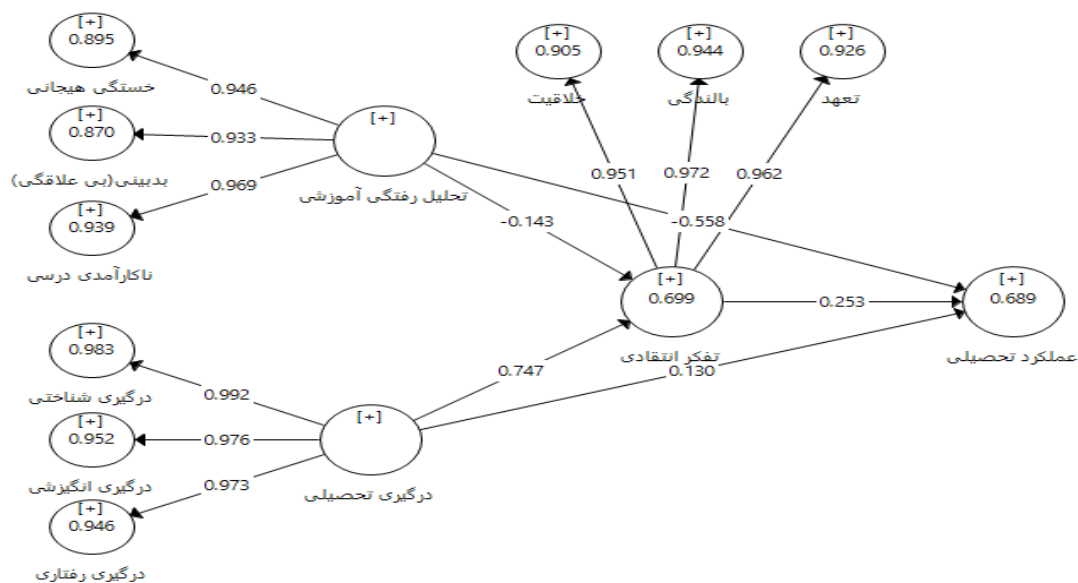 [+]
0.895
خستگی هیجانی
[+]
0.870
بدبینی(بی علاقگی)
[+]
0.939
ناکارآمدی درسی
0.946
0.933
0.969
[+]
تحلیل رفتگی آموزشی
[+]
0.905
خلاقیت
[+]
0.944
بالندگی
[+]
0.926
تعهد
0.951
0.972
0.962
-0.143
-0.558
[+]
0.699
تفکر انتقادی
0.253
[+]
0.689
عملکرد تحصیلی
0.747
0.130
[+]
0.983
درگیری شناختی
[+]
0.952
درگیری انگیزشی
[+]
0.946
درگیری رفتاری
0.992
0.976
0.973
[+]
درگیری تحصیلی